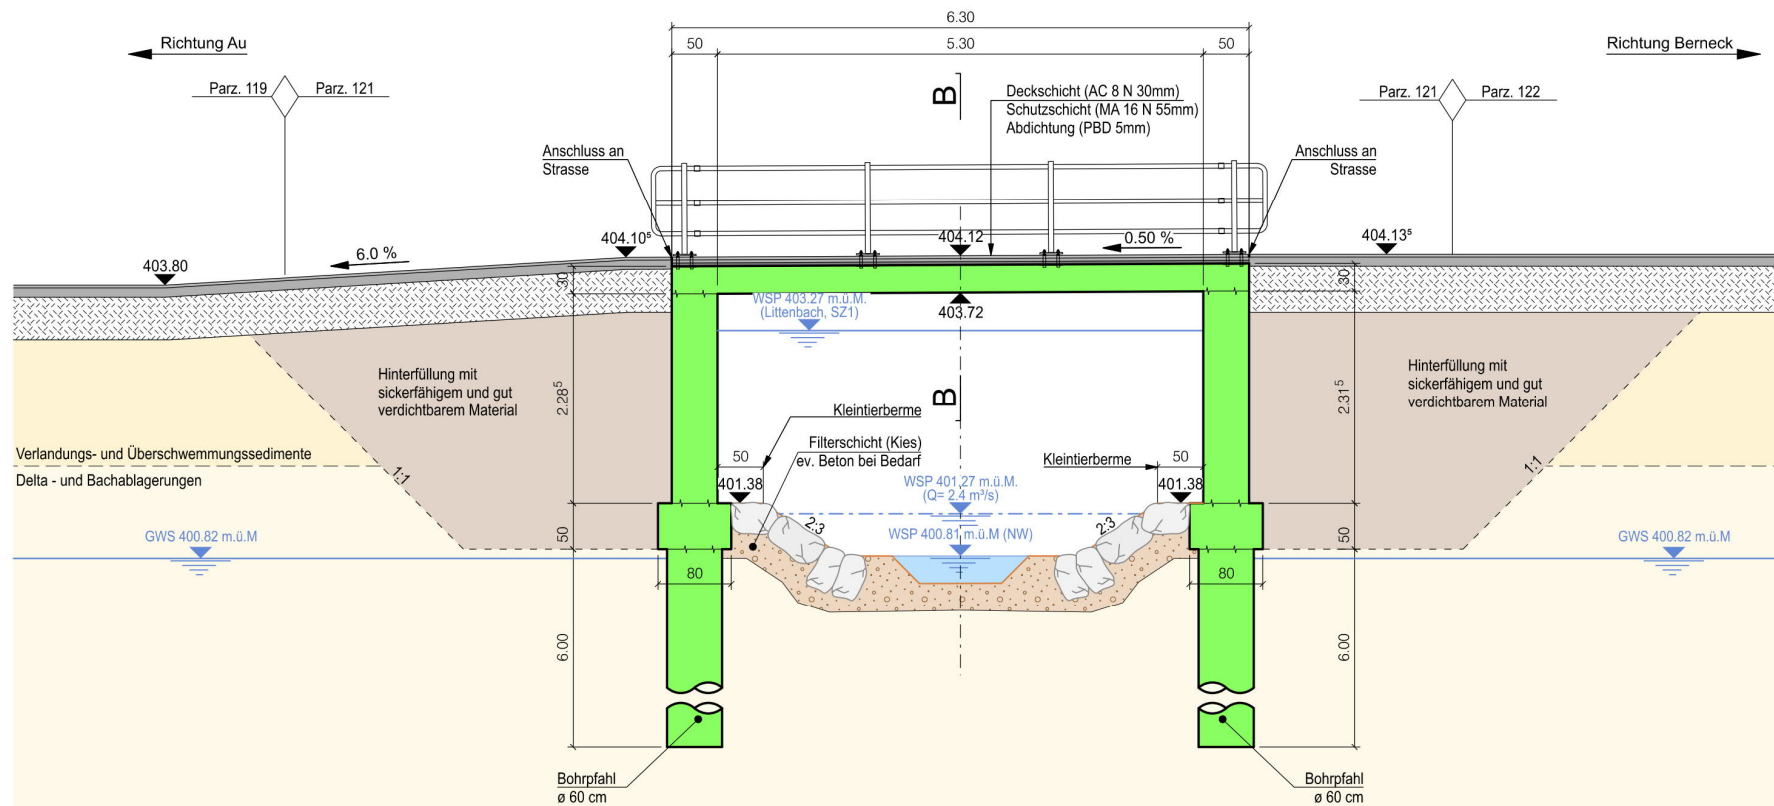 6.30
50
5.30
50
Richtung Au
Richtung Berneck
Parz. 119
Parz. 121
B
Deckschicht (AC 8 N 30mm)
Schutzschicht (MA 16 N 55mm)
Abdichtung (PBD 5mm)
Parz. 121
Parz. 122
Anschluss an
Strasse
Anschluss an
Strasse
403.80
6.0 %
404.10⁵
404.12
0.50 %
404.13⁵
30
30
WSP 403.27 m.ü.M.
(Littenbach, SZ1)
403.72
Hinterfüllung mit
sickerfähigem und gut
verdichtbarem Material
2.28⁵
B
2.31⁵
Hinterfüllung mit
sickerfähigem und gut
verdichtbarem Material
Kleintierberme
Filterschicht (Kies)
ev. Beton bei Bedarf
Kleintierberme
50
50
Verlandungs- und Überschwemmungssedimente
Delta - und Bachablagerungen
1:1
1:1
401.38
WSP 401.27 m.ü.M.
(Q= 2.4 m³/s)
401.38
2:3
2:3
WSP 400.81 m.ü.M (NW)
GWS 400.82 m.ü.M
50
50
GWS 400.82 m.ü.M
80
80
6.00
6.00
Bohrpfahl
ø 60 cm
Bohrpfahl
ø 60 cm